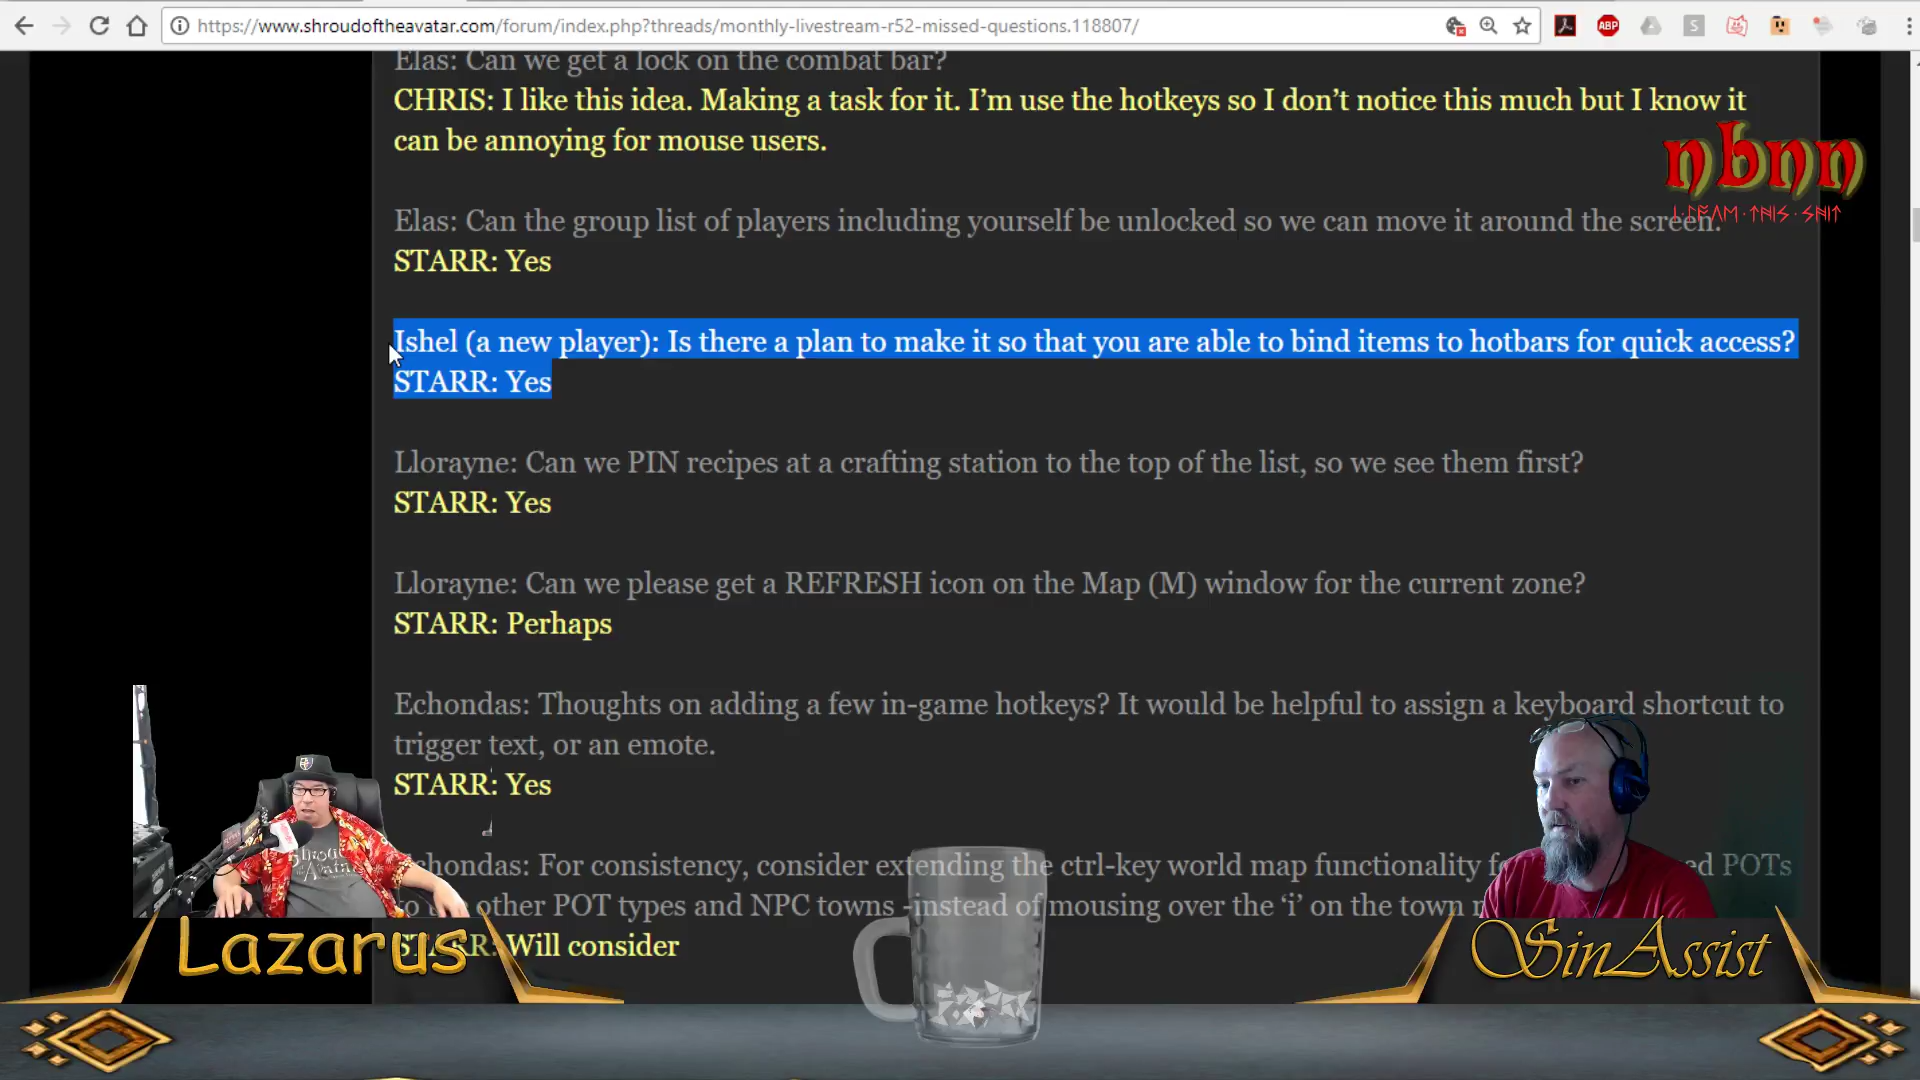 https://www.shroudoftheavatar.com/forum/index.php?threads/monthly-livestream-r52-missed-questions.118807/
ABP
S
Elas: Can we get a lock on the combat bar?
CHRIS: I like this idea. Making a task for it. I'm use the hotkeys so I don't notice this much but I know it
can be annoying for mouse users.
nbnn
Elas: Can the group list of players including yourself be unlocked so we can move it around the screen.
STARR: Yes
Ishel (a new player): Is there a plan to make it so that you are able to bind items to hotbars for quick access?
STARR: Yes
Llorayne: Can we PIN recipes at a crafting station to the top of the list, so we see them first?
STARR: Yes
Llorayne: Can we please get a REFRESH icon on the Map (M) window for the current zone?
STARR: Perhaps
Echondas: Thoughts on adding a few in-game hotkeys? It would be helpful to assign a keyboard shortcut to
trigger text, or an emote.
STARR: Yes
Echondas: For consistency, consider extending the ctrl-key world map functionality POTs
other POT types and NPC towns -instead of mousing over the 'i' on the town
STARR: Will consider
Lazarus
SinAssist